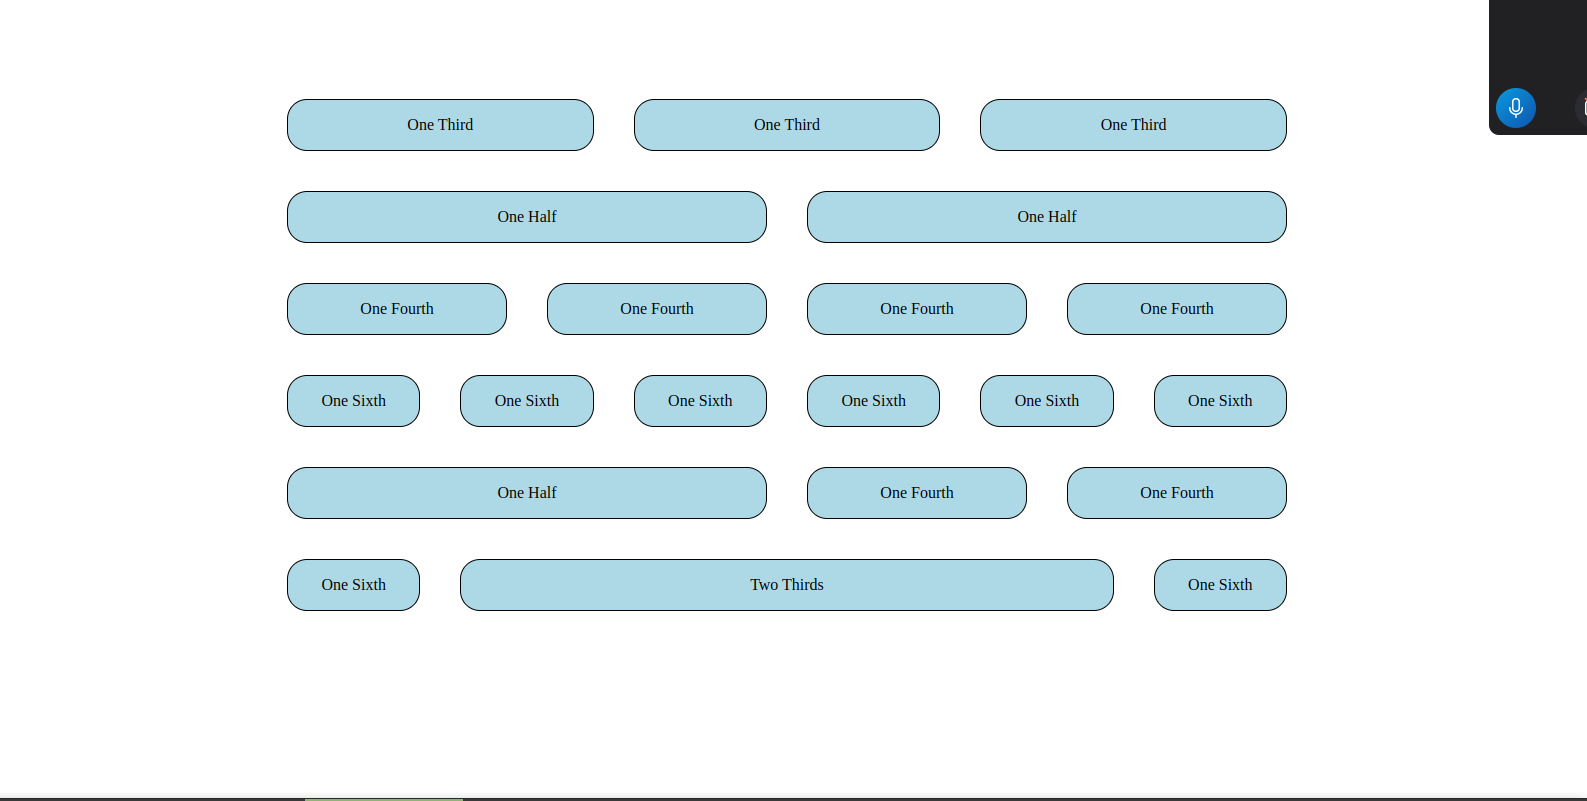 One Third One Third One Third
One Half One Half
One Fourth One Fourth One Fourth One Fourth
One Sixth One Sixth One Sixth One Sixth One Sixth One Sixth
One Half One Fourth One Fourth
One Sixth Two Thirds One Sixth